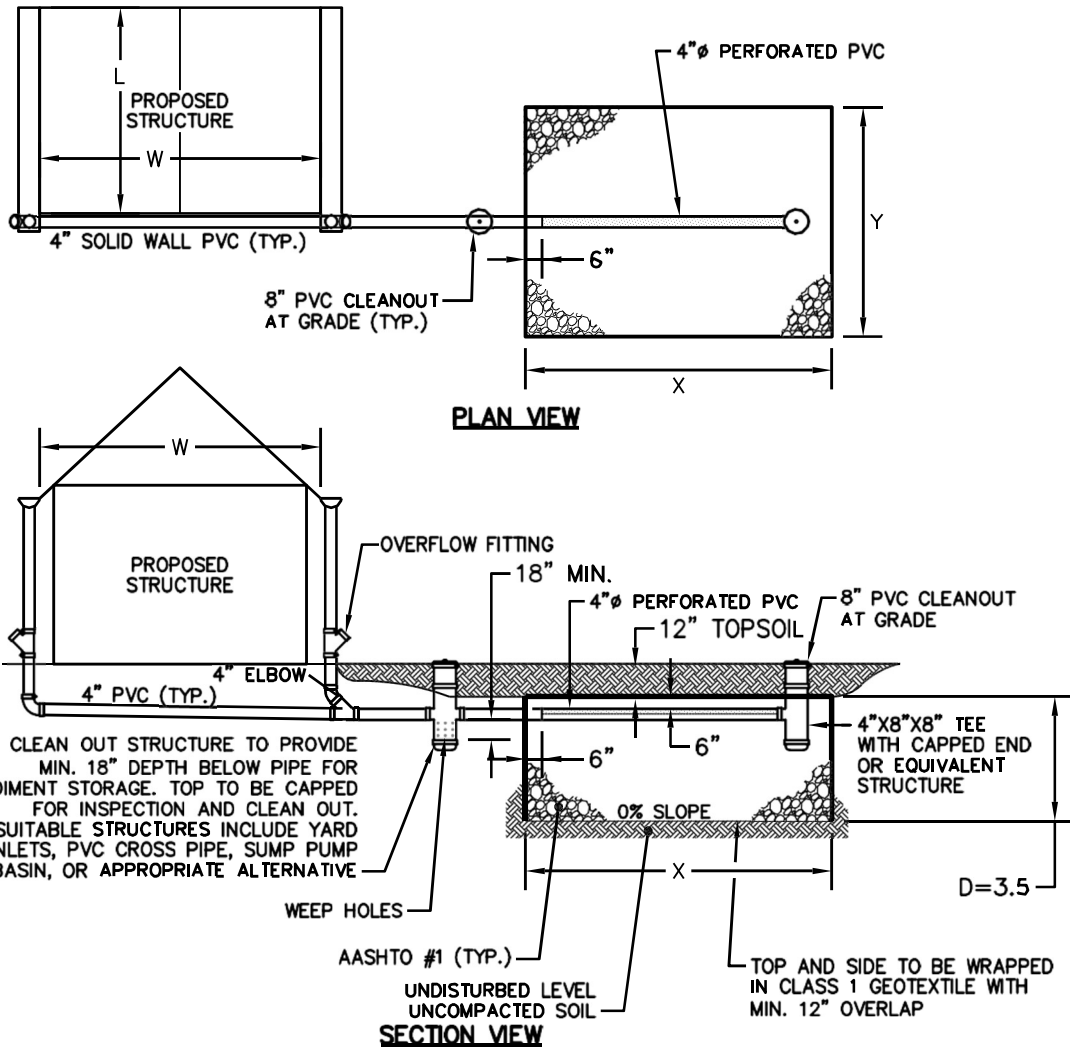 L
PROPOSED
STRUCTURE
W
4" SOLID WALL PVC (TYP.)
8" PVC CLEANOUT
AT GRADE (TYP.)
4"ø PERFORATED PVC
6"
Y
X
PLAN VIEW
W
PROPOSED
STRUCTURE
OVERFLOW FITTING
18" MIN.
4"ø PERFORATED PVC
12" TOPSOIL
8" PVC CLEANOUT
AT GRADE
4" ELBOW
4" PVC (TYP.)
CLEAN OUT STRUCTURE TO PROVIDE
MIN. 18" DEPTH BELOW PIPE FOR
DIMENT STORAGE. TOP TO BE CAPPED
FOR INSPECTION AND CLEAN OUT.
SUITABLE STRUCTURES INCLUDE YARD
NLETS, PVC CROSS PIPE, SUMP PUMP
BASIN, OR APPROPRIATE ALTERNATIVE
6"
6"
4"X8"X8" TEE
WITH CAPPED END
OR EQUIVALENT
STRUCTURE
0% SLOPE
X
D=3.5
WEEP HOLES
AASHTO #1 (TYP.)
UNDISTURBED LEVEL
UNCOMPACTED SOIL
TOP AND SIDE TO BE WRAPPED
IN CLASS 1 GEOTEXTILE WITH
MIN. 12" OVERLAP
SECTION VIEW